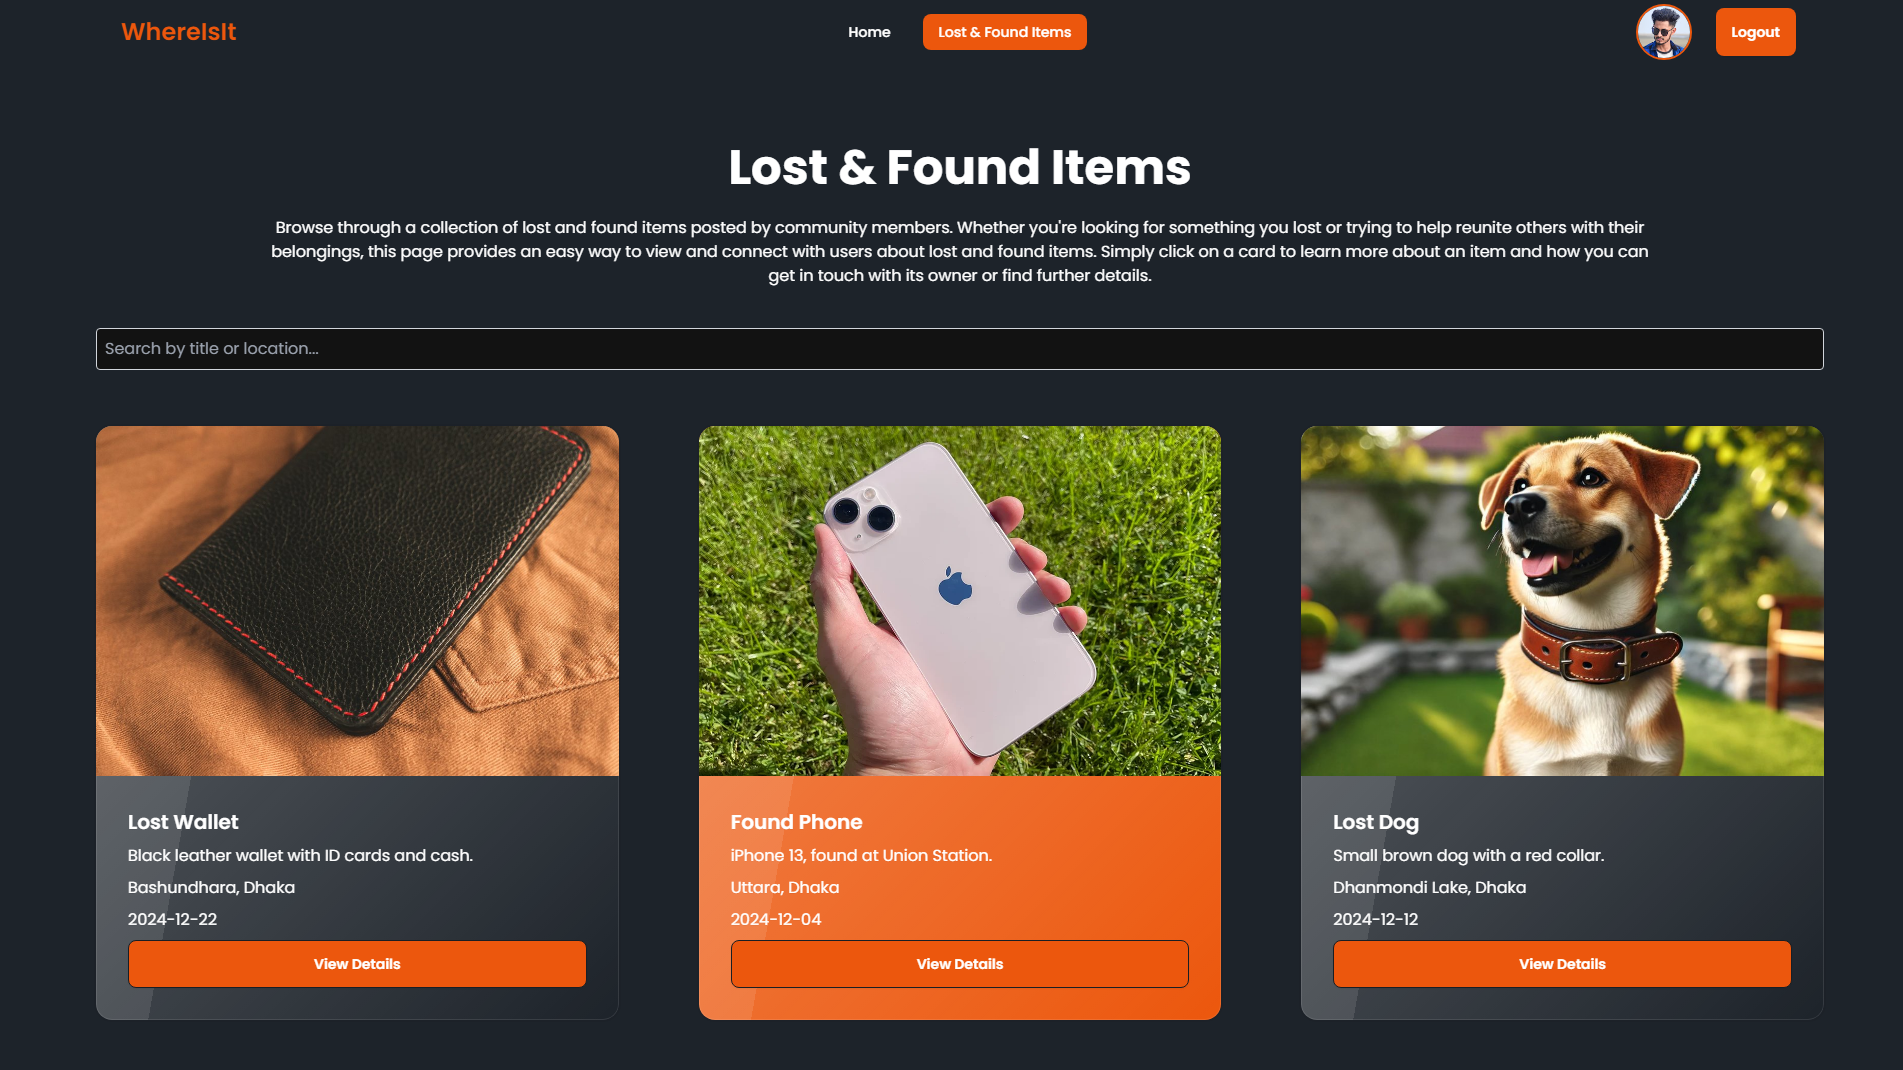 WhereIsIt
Home
Lost & Found Items
Logout
Lost & Found Items
Browse through a collection of lost and found items posted by community members. Whether you're looking for something you lost or trying to help reunite others with their
belongings, this page provides an easy way to view and connect with users about lost and found items. Simply click on a card to learn more about an item and how you can
get in touch with its owner or find further details.
Search by title or location...
Lost Wallet
Black leather wallet with ID cards and cash.
Bashundhara, Dhaka
2024-12-22
View Details
Found Phone
iPhone 13, found at Union Station.
Uttara, Dhaka
2024-12-04
View Details
Lost Dog
Small brown dog with a red collar.
Dhanmondi Lake, Dhaka
2024-12-12
View Details